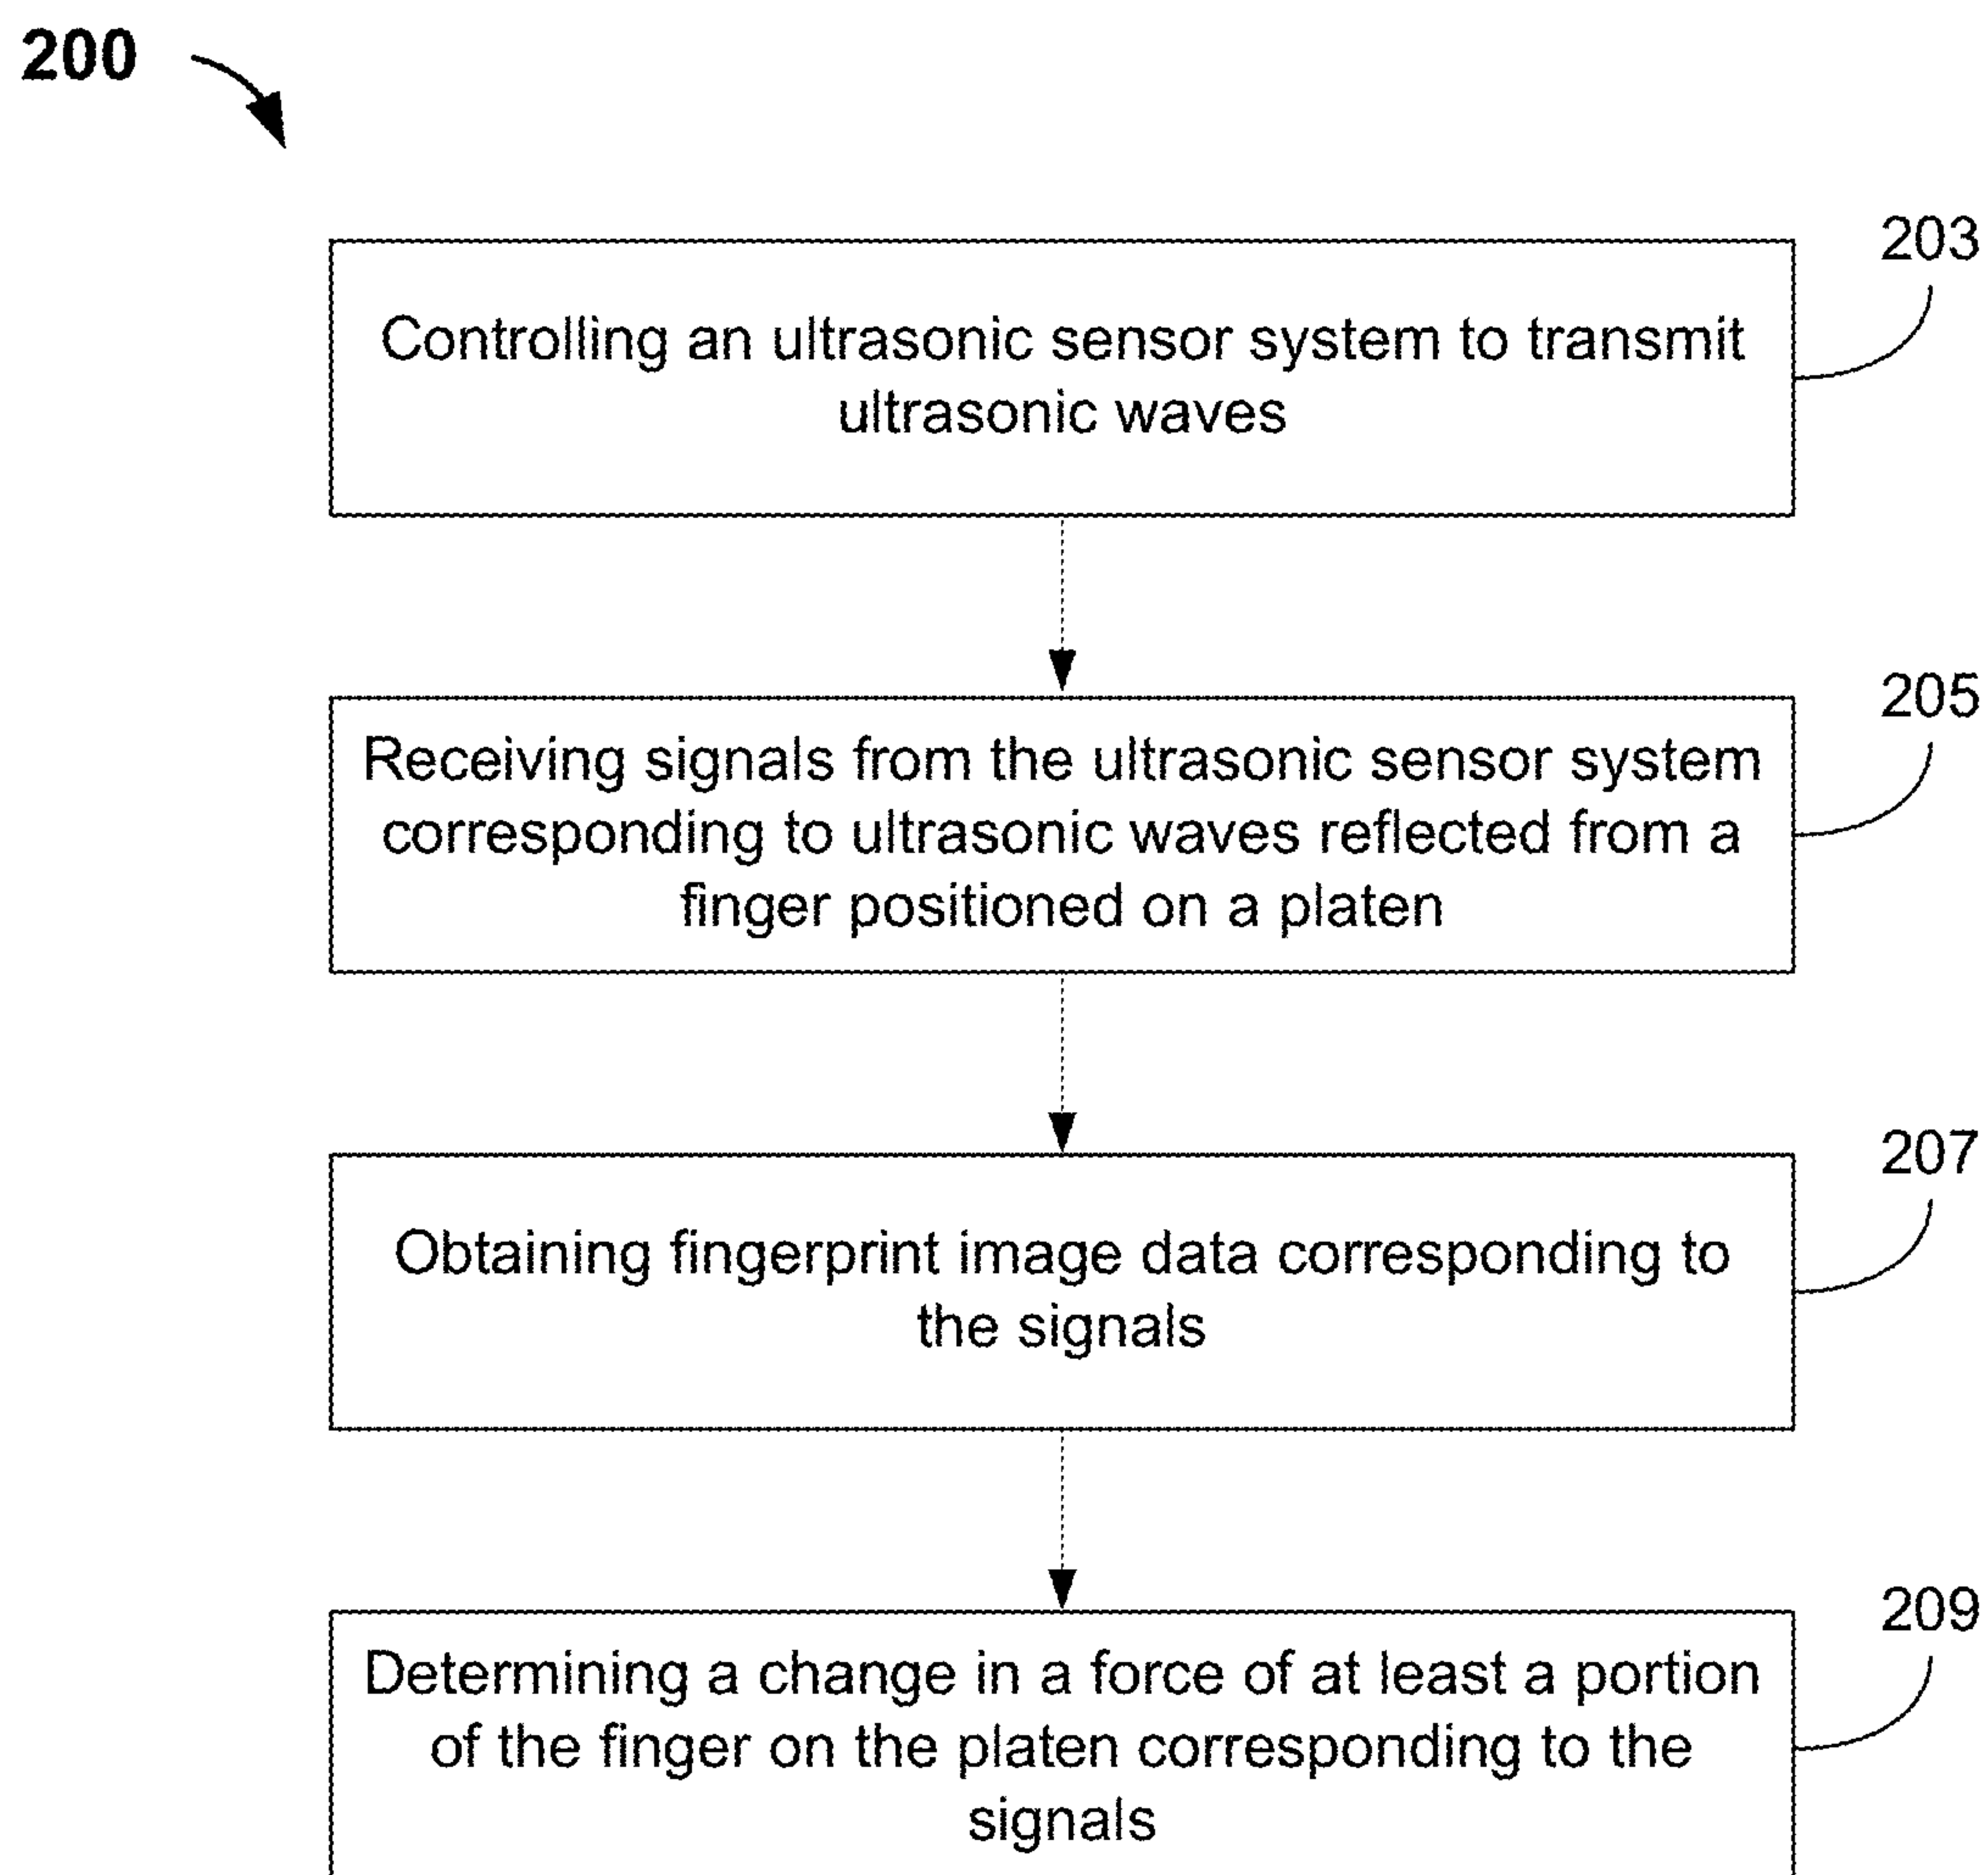 200
203
Controlling an ultrasonic sensor system to transmit
ultrasonic waves
205
Receiving signals from the ultrasonic sensor system
corresponding to ultrasonic waves reflected from a
finger positioned on a platen
207
Obtaining fingerprint image data corresponding to
the signals
209
Determining a change in a force of at least a portion
of the finger on the platen corresponding to the
signals